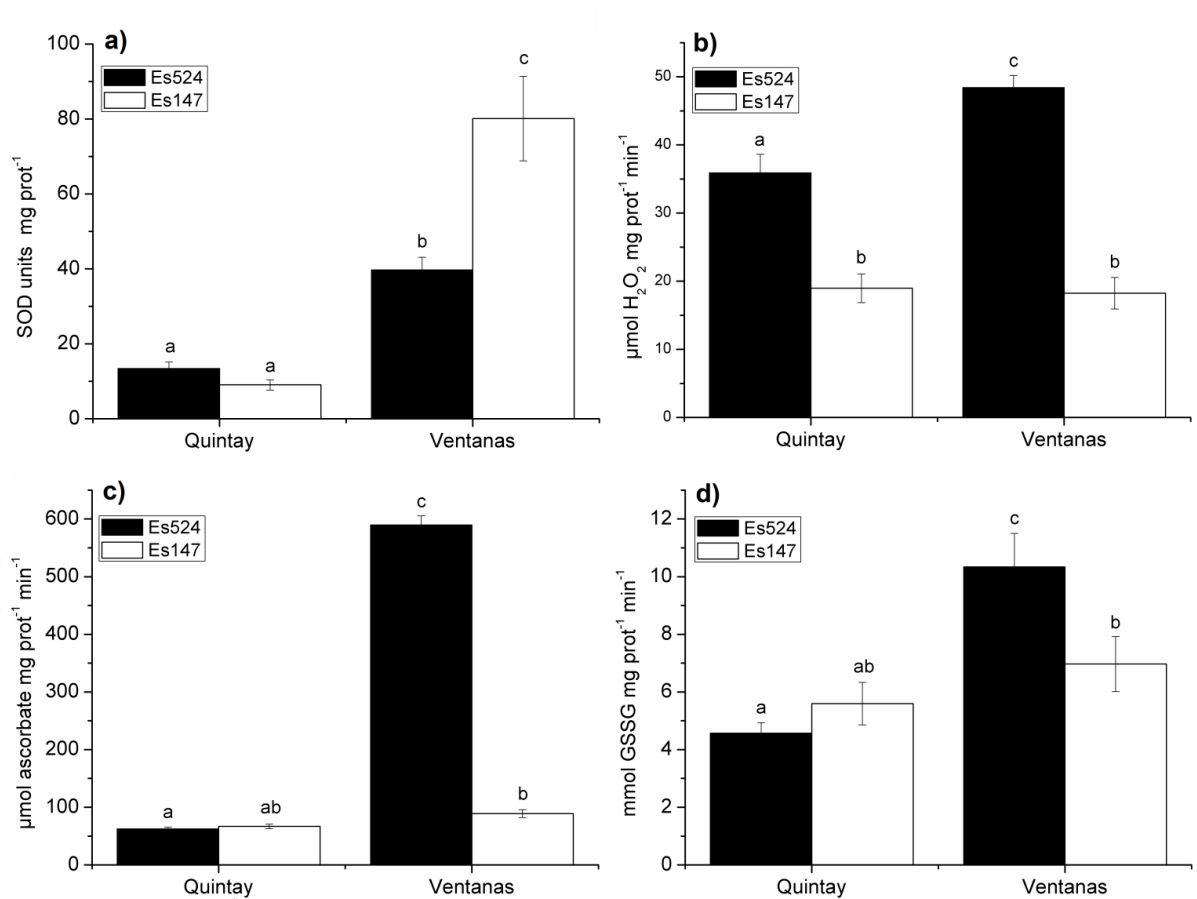 a)
SOD units mg prot⁻¹
100
80
60
40
20
0
Es524
Es147
a
a
b
c
Quintay
Ventanas
b)
μmol H₂O₂ mg prot⁻¹ min⁻¹
50
40
30
20
10
0
Es524
Es147
a
b
c
b
Quintay
Ventanas
c)
μmol ascorbate mg prot⁻¹ min⁻¹
600
500
400
300
200
100
0
Es524
Es147
a
ab
c
b
Quintay
Ventanas
d)
mmol GSSG mg prot⁻¹ min⁻¹
12
10
8
6
4
2
0
Es524
Es147
a
ab
c
b
Quintay
Ventanas